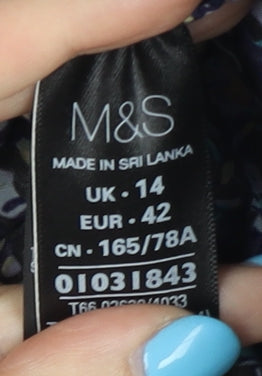 M&S
MADE IN SRI LANKA
UK · 14
EUR · 42
CN · 165/78A
01031843